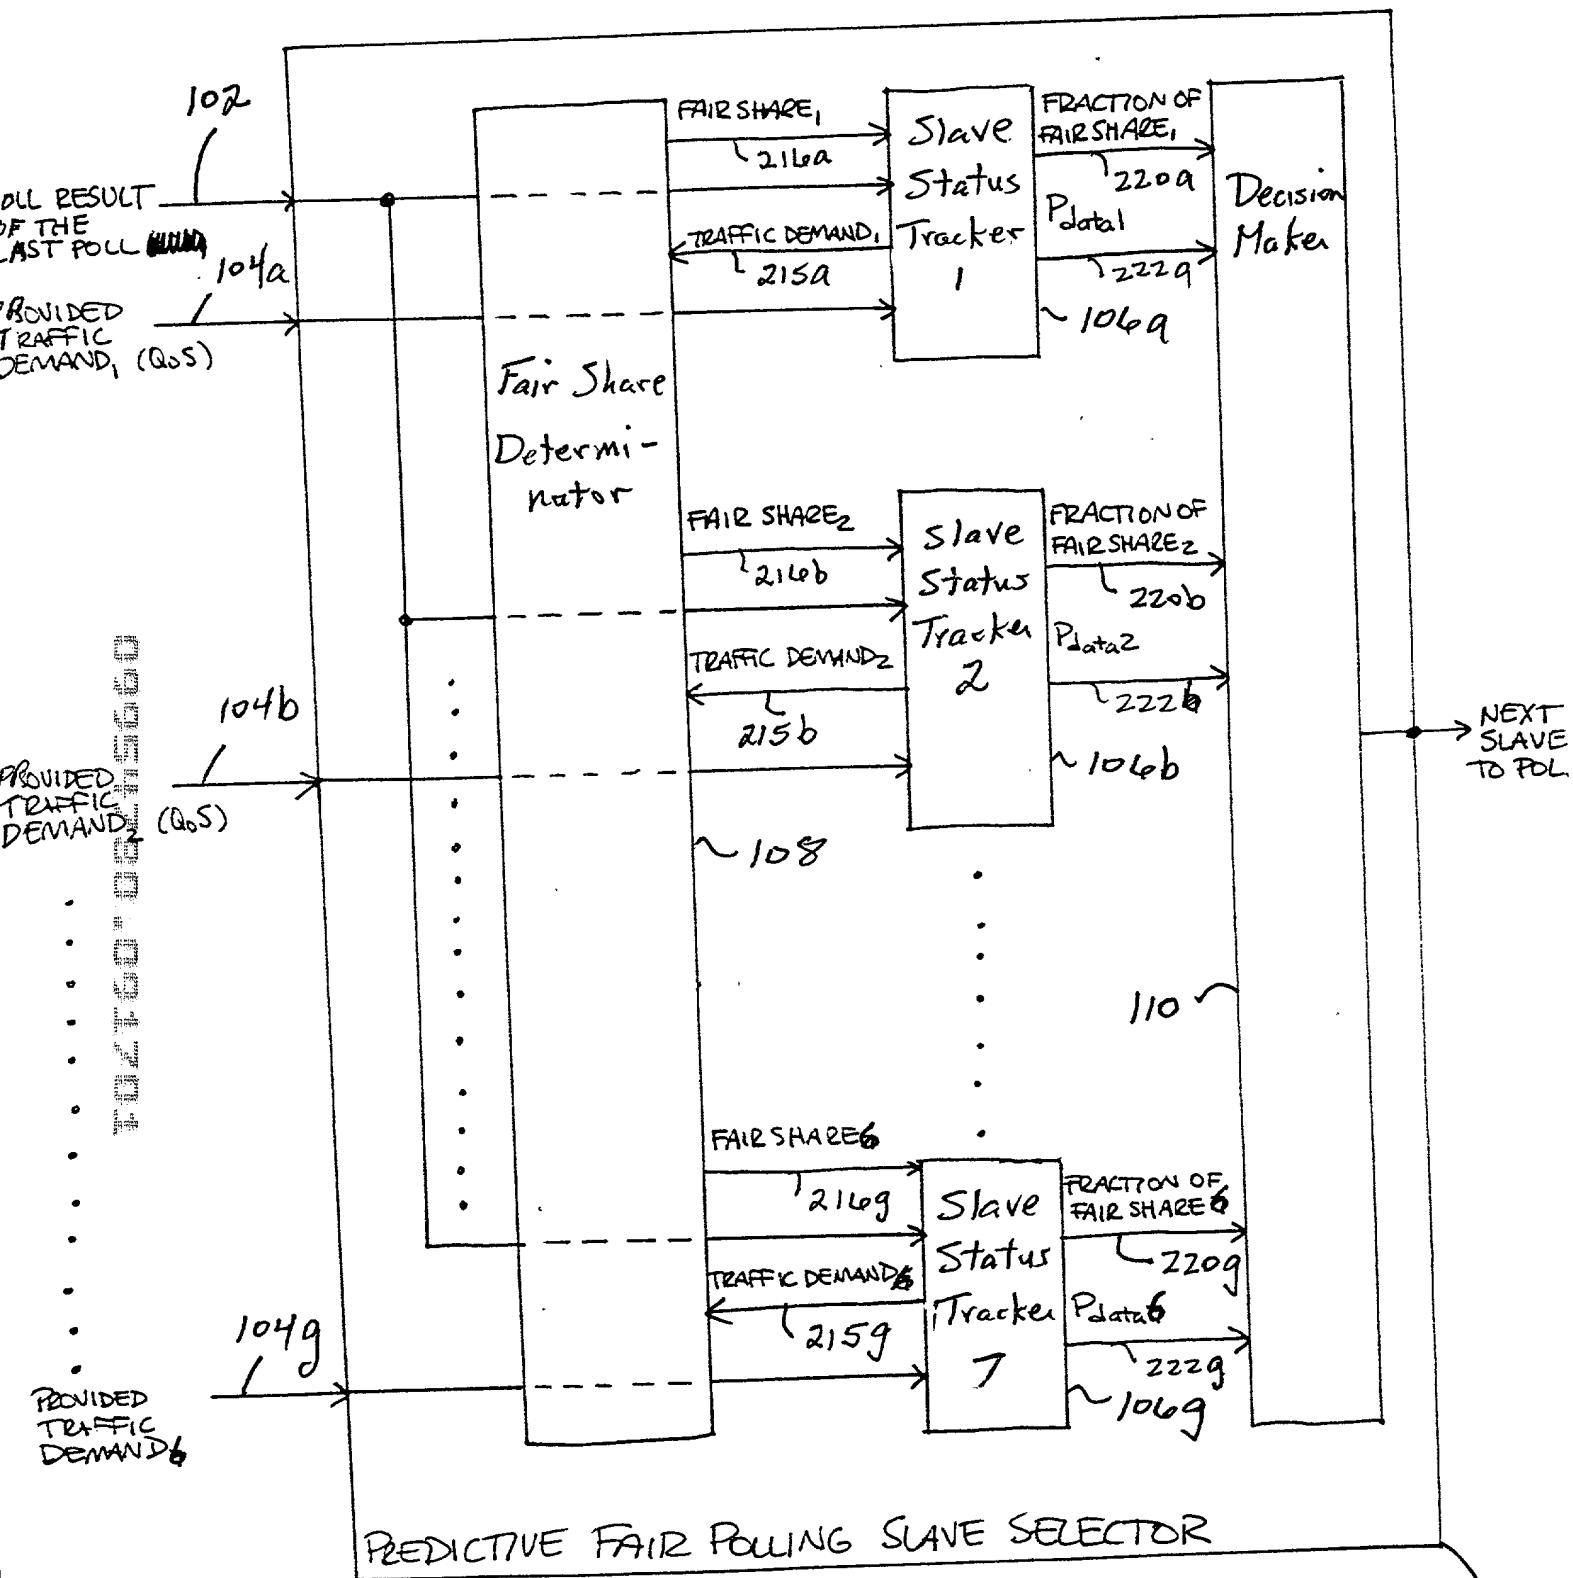 102
OLL RESULT
OF THE
LAST POLL
104a
PROVIDED
TRAFFIC
DEMAND1 (QoS)
FAIR SHARE1
216a
TRAFFIC DEMAND1
215a
Slave
Status
Tracker
1
106a
FRACTION OF
FAIR SHARE1
220a
Pdata1
222a
Decision
Maker
Fair Share
Determi-
nator
FAIR SHARE2
216b
TRAFFIC DEMAND2
215b
Slave
Status
Tracker
2
106b
FRACTION OF
FAIR SHARE2
220b
Pdata2
222b
104b
PROVIDED
TRAFFIC
DEMAND2 (QoS)
108
110
NEXT
SLAVE
TO POL
FAIR SHARE6
216g
TRAFFIC DEMAND6
215g
Slave
Status
Tracker
7
106g
FRACTION OF
FAIR SHARE6
220g
Pdata6
222g
104g
PROVIDED
TRAFFIC
DEMAND6
PREDICTIVE FAIR POLLING SLAVE SELECTOR